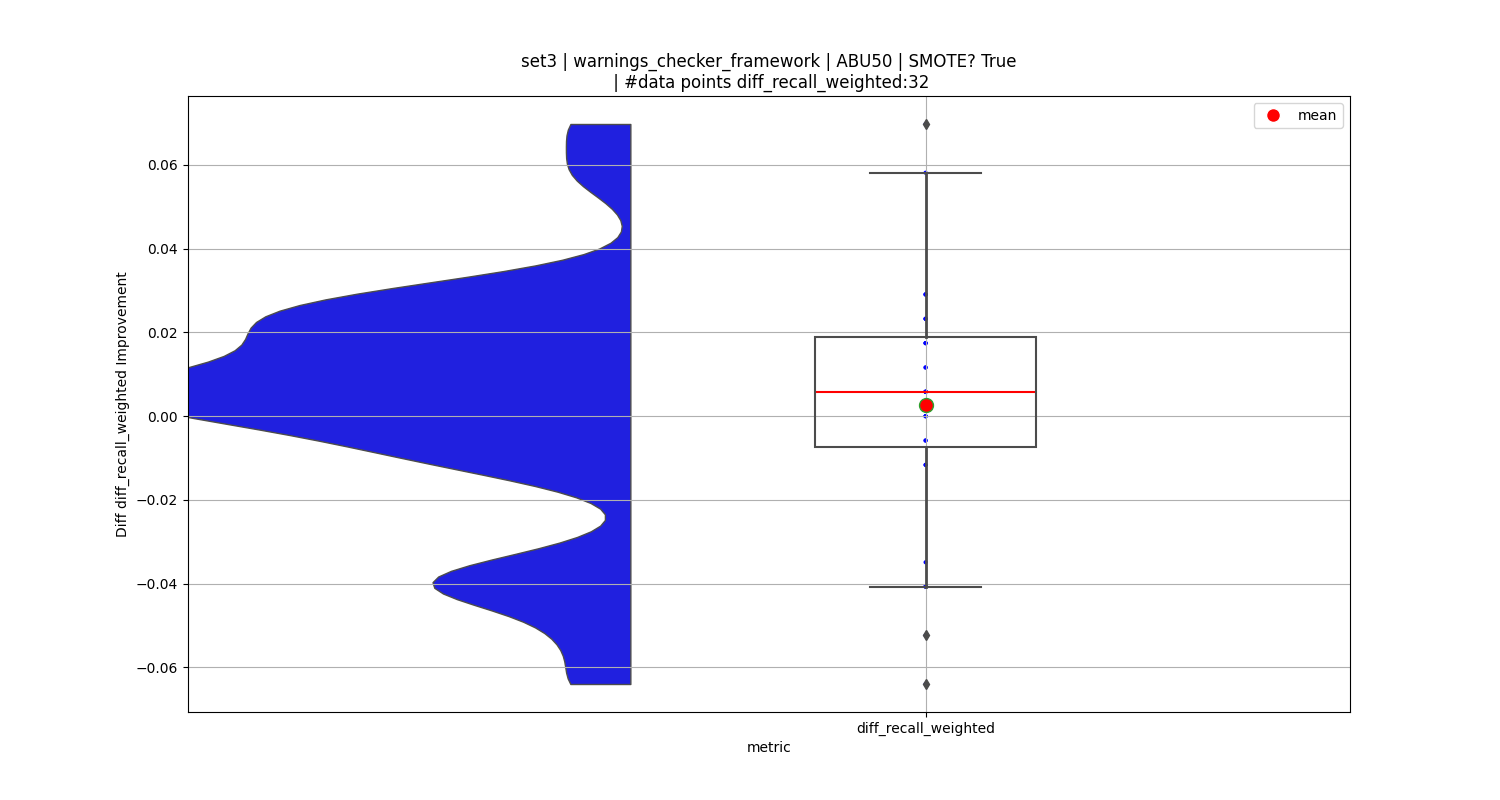 set3 | warnings_checker_framework | ABU50 | SMOTE? True
| #data points diff_recall_weighted:32
mean
0.06
0.04
0.02
0.00
−0.02
−0.04
−0.06
Diff diff_recall_weighted Improvement
diff_recall_weighted
metric